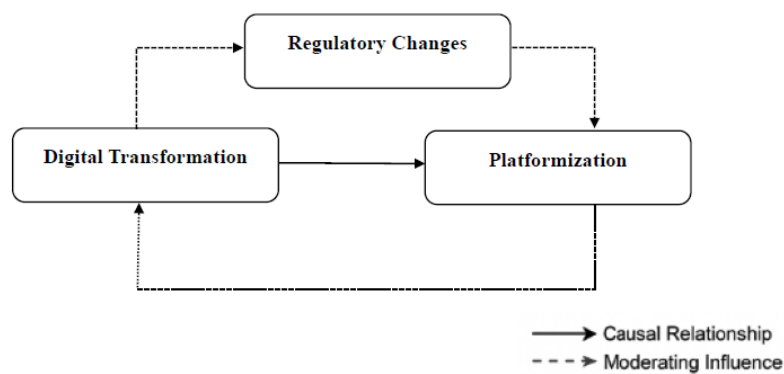 Regulatory Changes
Digital Transformation
Platformization
Causal Relationship
Moderating Influence